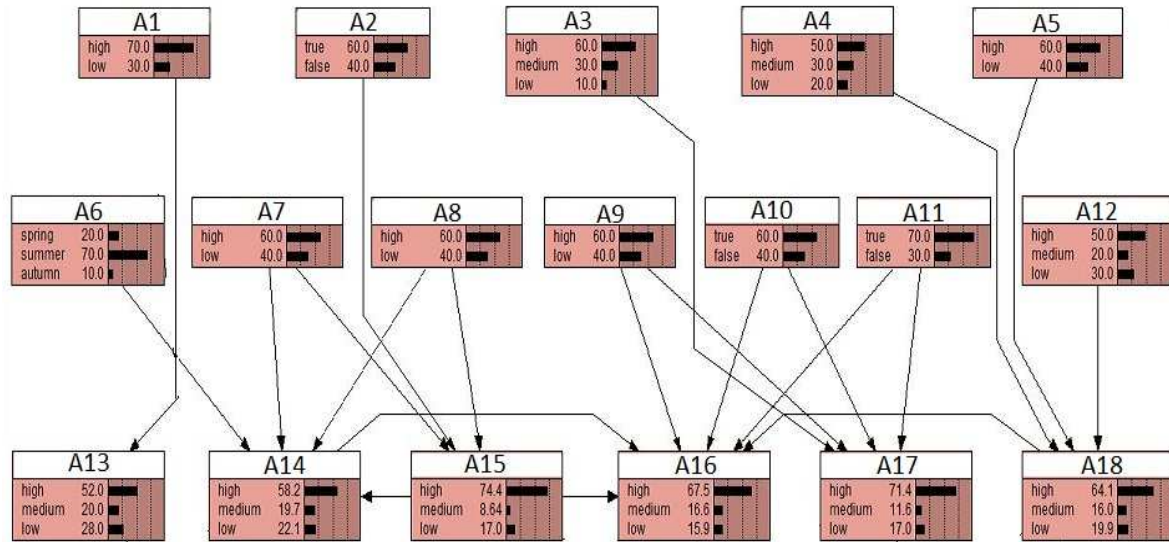 A1
high 70.0
low 30.0
A2
true 60.0
false 40.0
A3
high 60.0
medium 30.0
low 10.0
A4
high 50.0
medium 30.0
low 20.0
A5
high 60.0
low 40.0
A6
spring 20.0
summer 70.0
autumn 10.0
A7
high 60.0
low 40.0
A8
high 60.0
low 40.0
A9
high 60.0
low 40.0
A10
true 60.0
false 40.0
A11
true 70.0
false 30.0
A12
high 50.0
medium 20.0
low 30.0
A13
high 52.0
medium 20.0
low 28.0
A14
high 58.2
medium 19.7
low 22.1
A15
high 74.4
medium 8.64
low 17.0
A16
high 67.5
medium 16.6
low 15.9
A17
high 71.4
medium 11.6
low 17.0
A18
high 64.1
medium 16.0
low 19.9